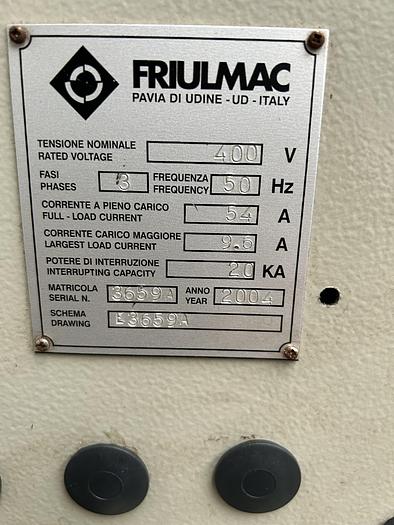 FRIULMAC
PAVIA DI UDINE - UD - ITALY
TENSIONE NOMINALE
RATED VOLTAGE 400 V
FASI FREQUENZA
PHASES 3 FREQUENCY 50 Hz
CORRENTE A PIENO CARICO
FULL - LOAD CURRENT 54 A
CORRENTE CARICO MAGGIORE
LARGEST LOAD CURRENT 9.6 A
POTERE DI INTERRUZIONE
INTERRUPTING CAPACITY 20 KA
MATRICOLA ANNO
SERIAL N. 3659A YEAR 2004
SCHEMA
DRAWING E3659A